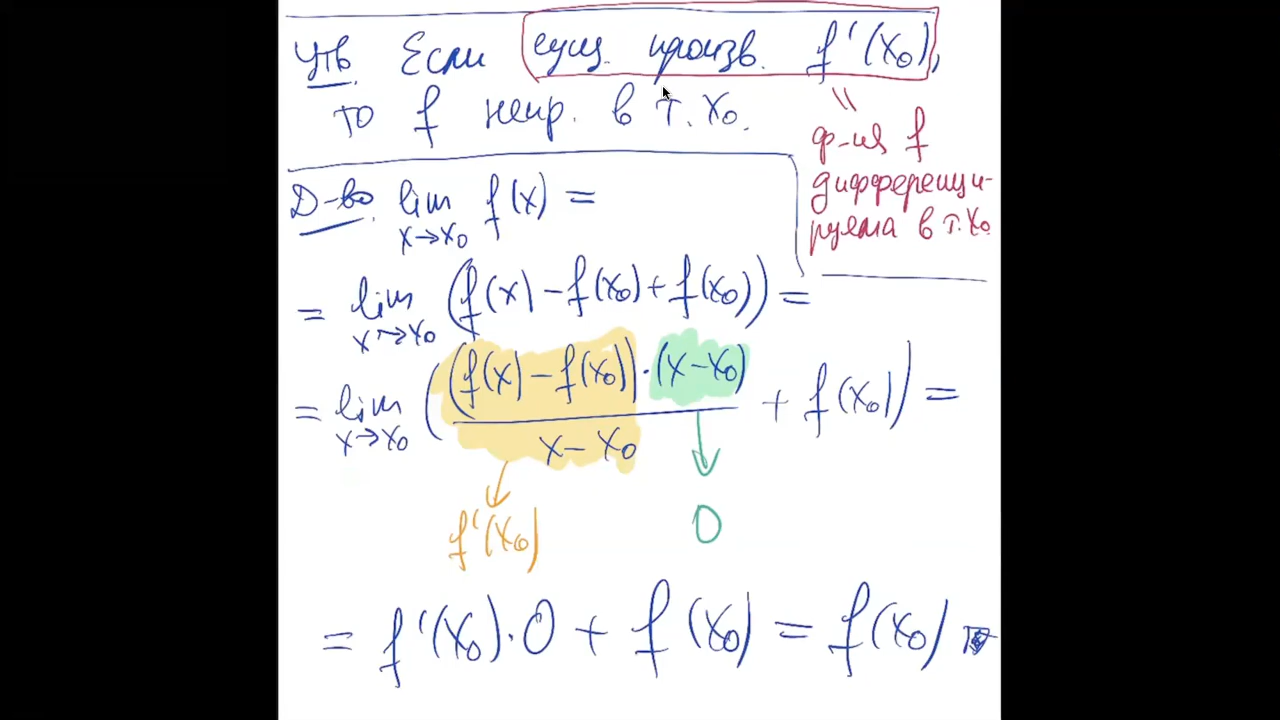 Утв Если сущ. произв. f'(x₀),
то f непр. в т. x₀.
||
ф-ия f
дифференци-
руема в т. x₀
Д-во. lim f(x) =
x→x₀
= lim (f(x) - f(x₀) + f(x₀)) =
x→x₀
= lim ( (f(x) - f(x₀)) · (x - x₀) / x - x₀ + f(x₀) ) =
x→x₀
f'(x₀)
0
= f'(x₀) · 0 + f(x₀) = f(x₀)